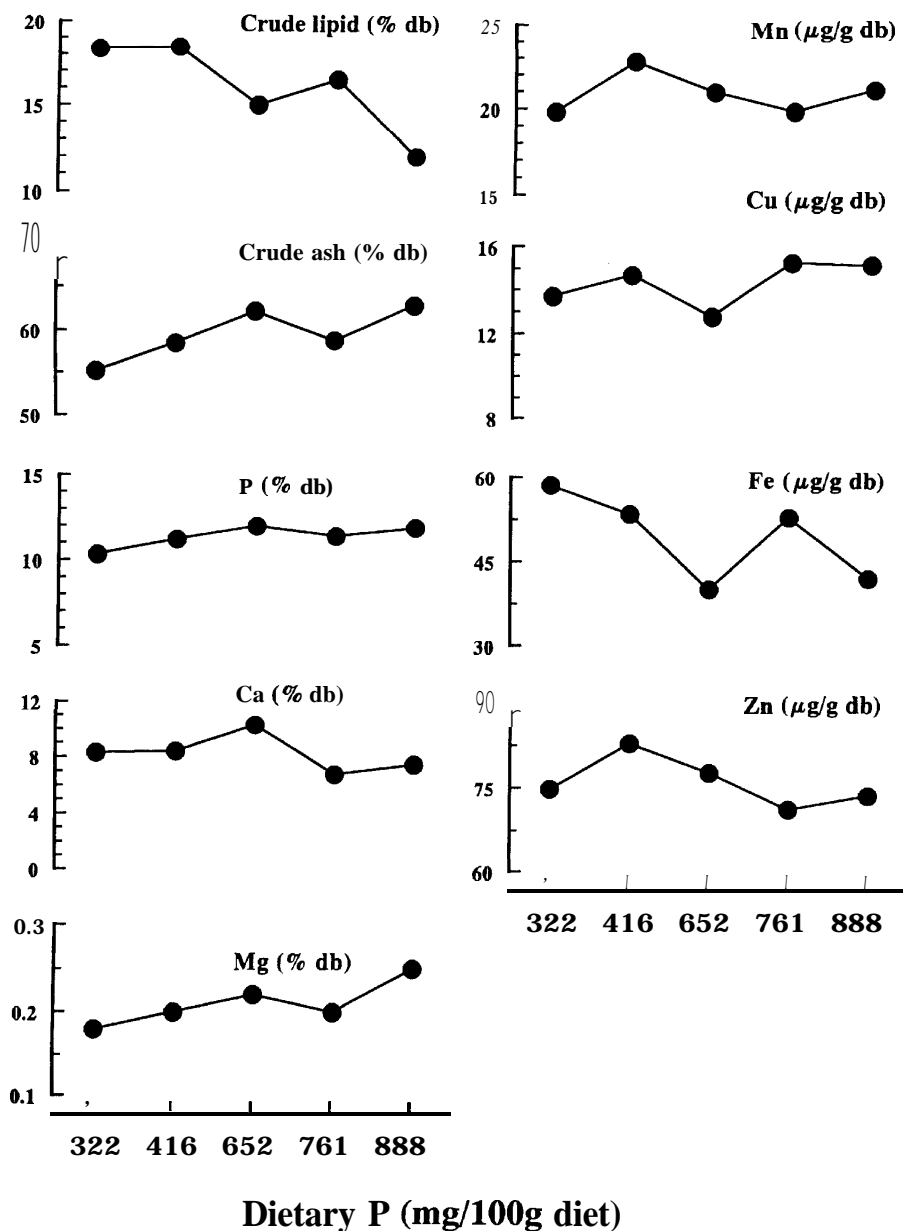 Crude lipid (% db)
20
15
10
Crude ash (% db)
70
60
50
P (% db)
15
10
5
Ca (% db)
12
8
4
0
Mg (% db)
0.3
0.2
0.1
322 416 652 761 888
Mn (µg/g db)
25
20
15
Cu (µg/g db)
16
12
8
Fe (µg/g db)
60
45
30
Zn (µg/g db)
90
75
60
322 416 652 761 888
Dietary P (mg/100g diet)